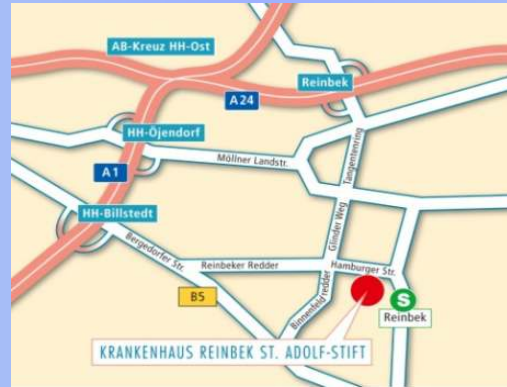 AB-Kreuz HH-Ost
Reinbek
A24
HH-Öjendorf
Möllner Landstr.
Tangentenring
A1
HH-Billstedt
Bergedorfer Str.
Glinder Weg
Reinbeker Redder
Hamburger Str.
B5
Binnenfeldredder
S
Reinbek
KRANKENHAUS REINBEK ST. ADOLF-STIFT